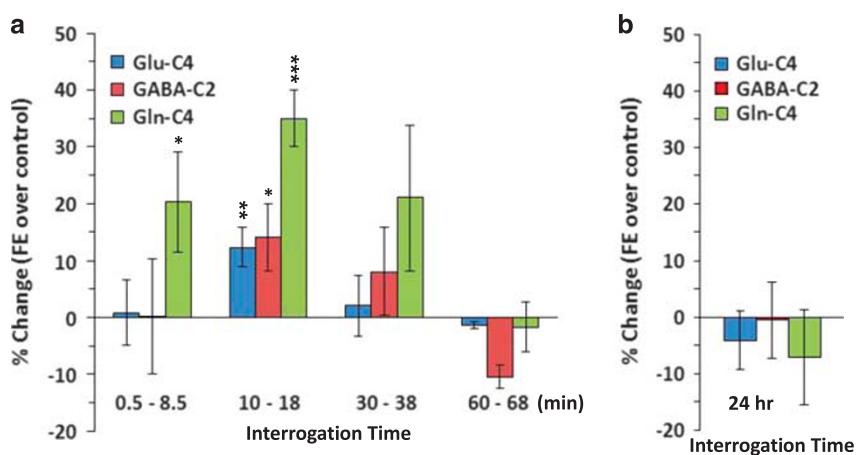 a
% Change (FE over control)
50
40
30
20
10
0
-10
-20
Glu-C4
GABA-C2
Gln-C4
*
**
*
***
0.5 - 8.5
10 - 18
30 - 38
60 - 68 (min)
Interrogation Time
b
% Change (FE over control)
50
40
30
20
10
0
-10
-20
Glu-C4
GABA-C2
Gln-C4
24 hr
Interrogation Time